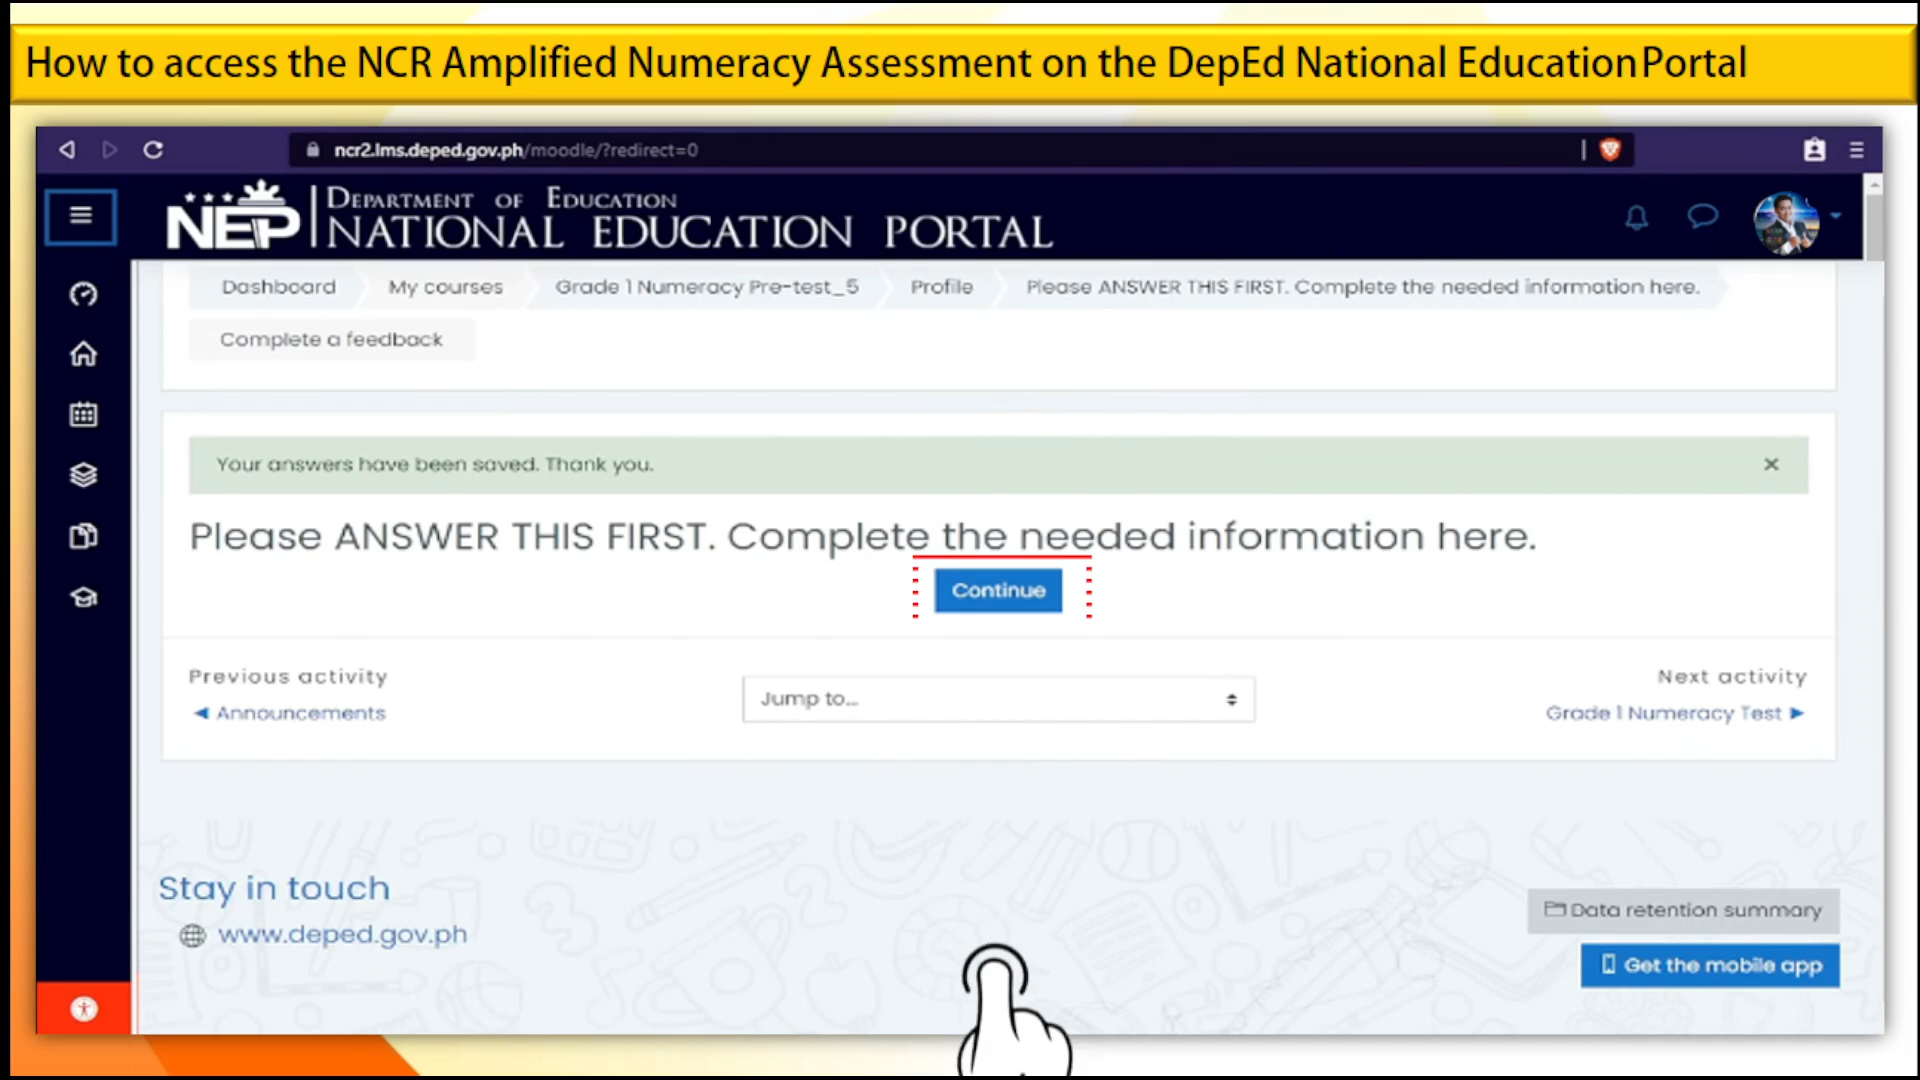 How to access the NCR Amplified Numeracy Assessment on the DepEd National Education Portal
ncr2.lms.deped.gov.ph/moodle/?redirect=0
NEP
DEPARTMENT OF EDUCATION
NATIONAL EDUCATION PORTAL
Dashboard My courses Grade 1 Numeracy Pre-test_5 Profile Please ANSWER THIS FIRST. Complete the needed information here.
Complete a feedback
Your answers have been saved. Thank you. ×
Please ANSWER THIS FIRST. Complete the needed information here.
Continue
Previous activity
◄ Announcements
Jump to...
Next activity
Grade 1 Numeracy Test ►
Stay in touch
www.deped.gov.ph
Data retention summary
Get the mobile app